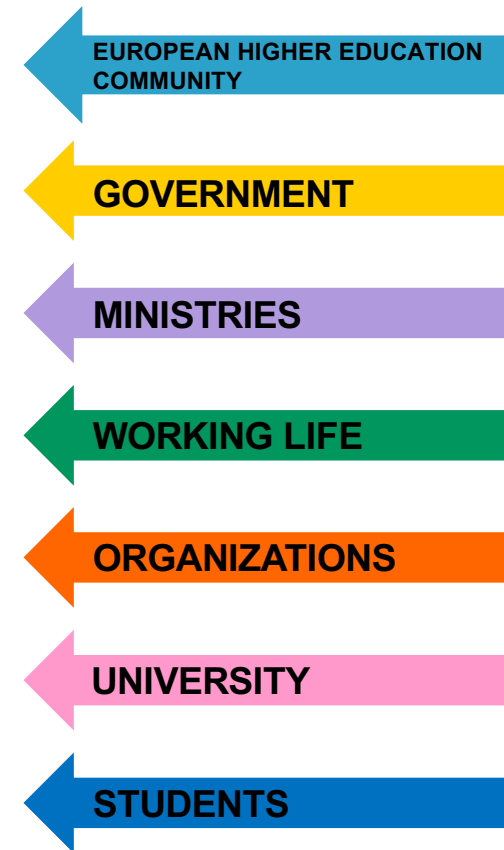 EUROPEAN HIGHER EDUCATION
COMMUNITY
GOVERNMENT
MINISTRIES
WORKING LIFE
ORGANIZATIONS
UNIVERSITY
STUDENTS